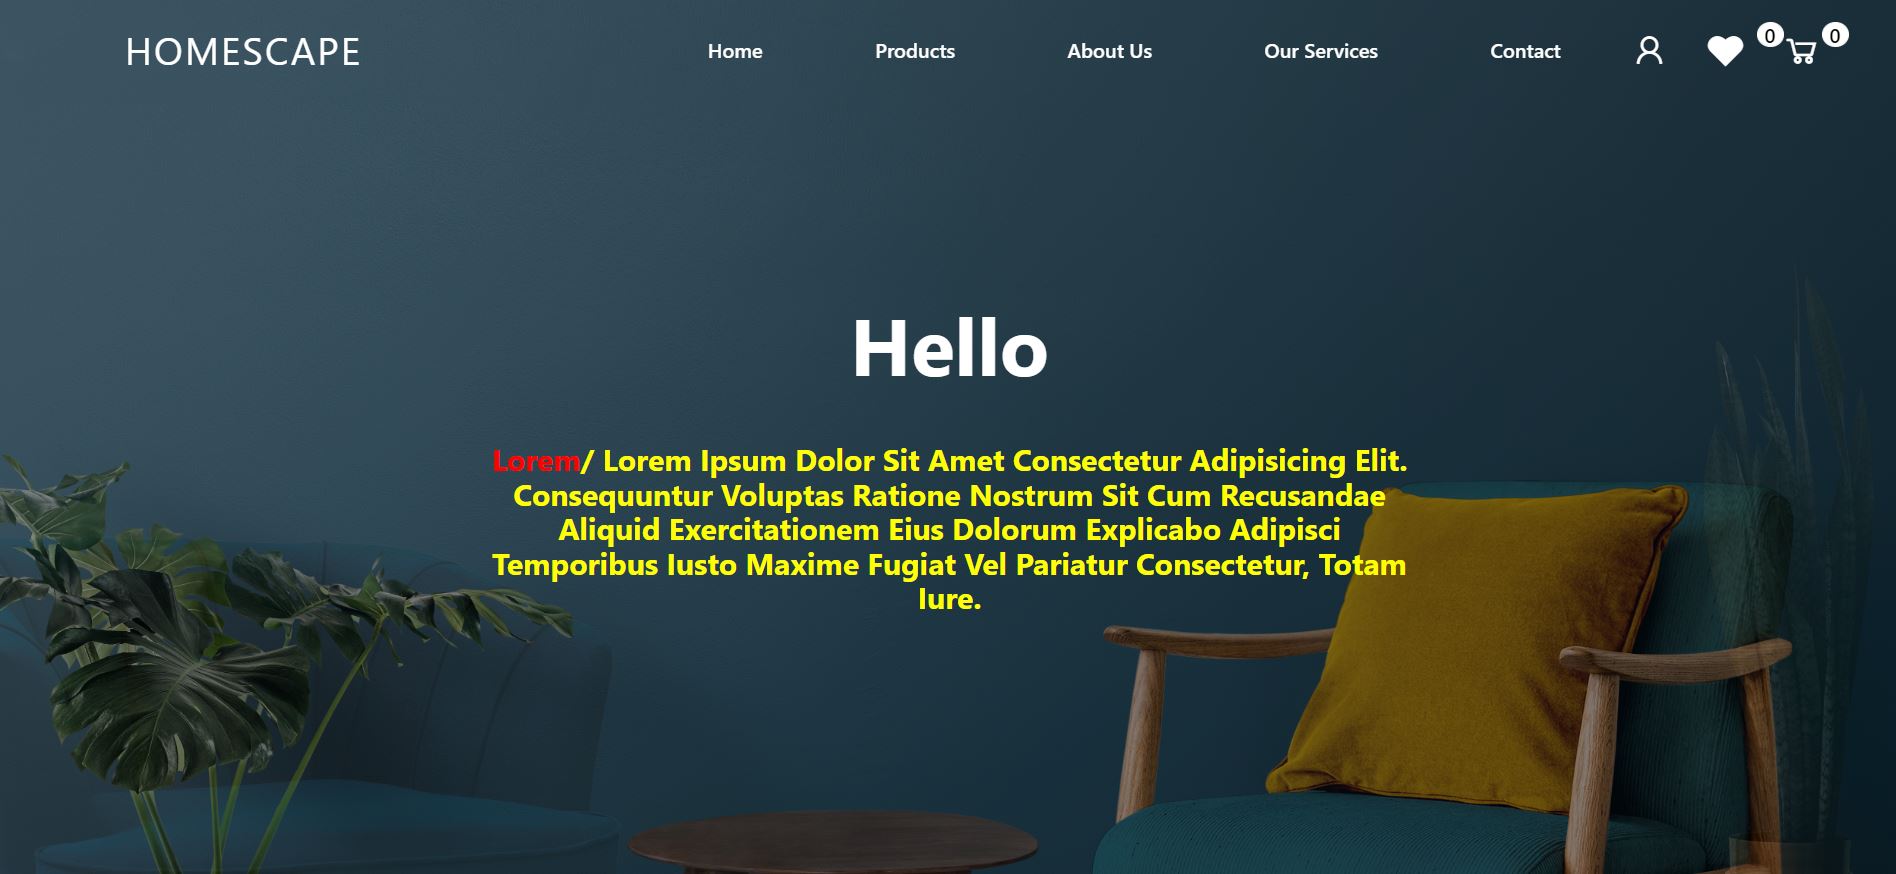 HOMESCAPE
Home
Products
About Us
Our Services
Contact
0
0
Hello
Lorem/ Lorem Ipsum Dolor Sit Amet Consectetur Adipisicing Elit.
Consequuntur Voluptas Ratione Nostrum Sit Cum Recusandae
Aliquid Exercitationem Eius Dolorum Explicabo Adipisci
Temporibus Iusto Maxime Fugiat Vel Pariatur Consectetur, Totam
Iure.